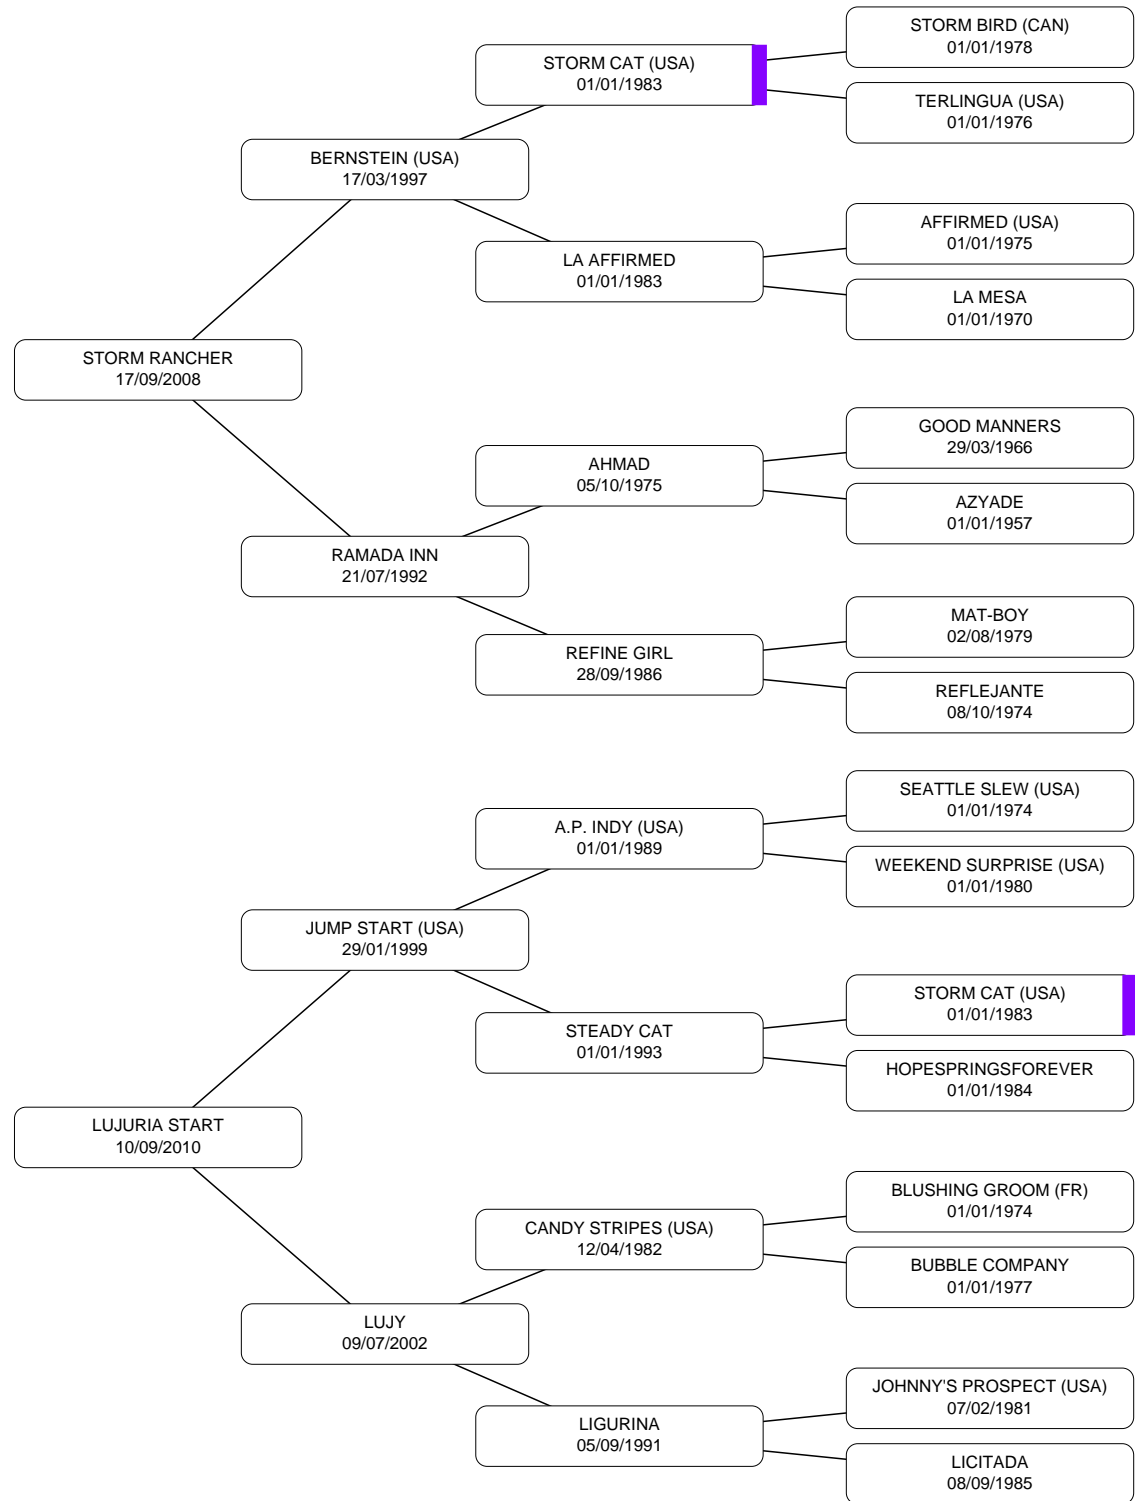 STORM BIRD (CAN)
01/01/1978
STORM CAT (USA)
01/01/1983
TERLINGUA (USA)
01/01/1976
BERNSTEIN (USA)
17/03/1997
AFFIRMED (USA)
01/01/1975
LA AFFIRMED
01/01/1983
LA MESA
01/01/1970
STORM RANCHER
17/09/2008
GOOD MANNERS
29/03/1966
AHMAD
05/10/1975
AZYADE
01/01/1957
RAMADA INN
21/07/1992
MAT-BOY
02/08/1979
REFINE GIRL
28/09/1986
REFLEJANTE
08/10/1974
SEATTLE SLEW (USA)
01/01/1974
A.P. INDY (USA)
01/01/1989
WEEKEND SURPRISE (USA)
01/01/1980
JUMP START (USA)
29/01/1999
STORM CAT (USA)
01/01/1983
STEADY CAT
01/01/1993
HOPESPRINGSFOREVER
01/01/1984
LUJURIA START
10/09/2010
BLUSHING GROOM (FR)
01/01/1974
CANDY STRIPES (USA)
12/04/1982
BUBBLE COMPANY
01/01/1977
LUJY
09/07/2002
JOHNNY'S PROSPECT (USA)
07/02/1981
LIGURINA
05/09/1991
LICITADA
08/09/1985